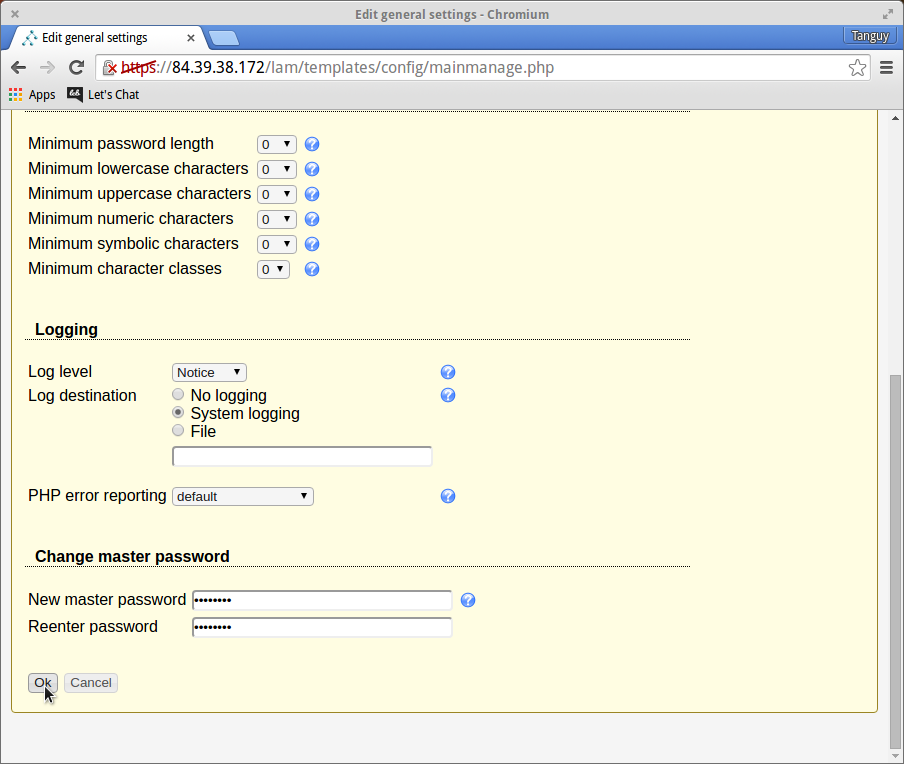 Edit general settings - Chromium
Edit general settings
Tanguy
https://84.39.38.172/lam/templates/config/mainmanage.php
Apps Let's Chat
Minimum password length 0
Minimum lowercase characters 0
Minimum uppercase characters 0
Minimum numeric characters 0
Minimum symbolic characters 0
Minimum character classes 0
Logging
Log level Notice
Log destination No logging
System logging
File
PHP error reporting default
Change master password
New master password ••••••••
Reenter password ••••••••
Ok Cancel